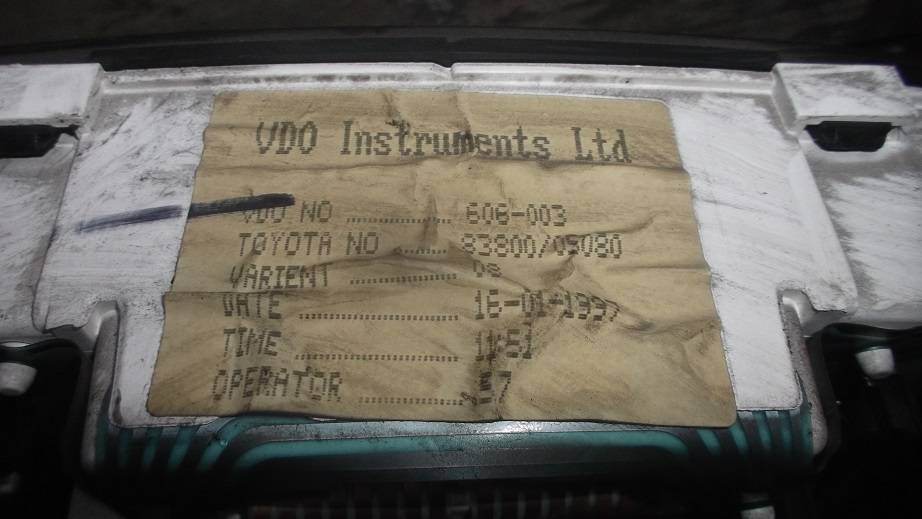 VDO Instruments Ltd
VDO NO ................. 608-003
TOYOTA NO ........ 83800/05080
VARIENT ................. 08
DATE ......................... 16-01-1997
TIME ......................... 11:51
OPERATOR ................